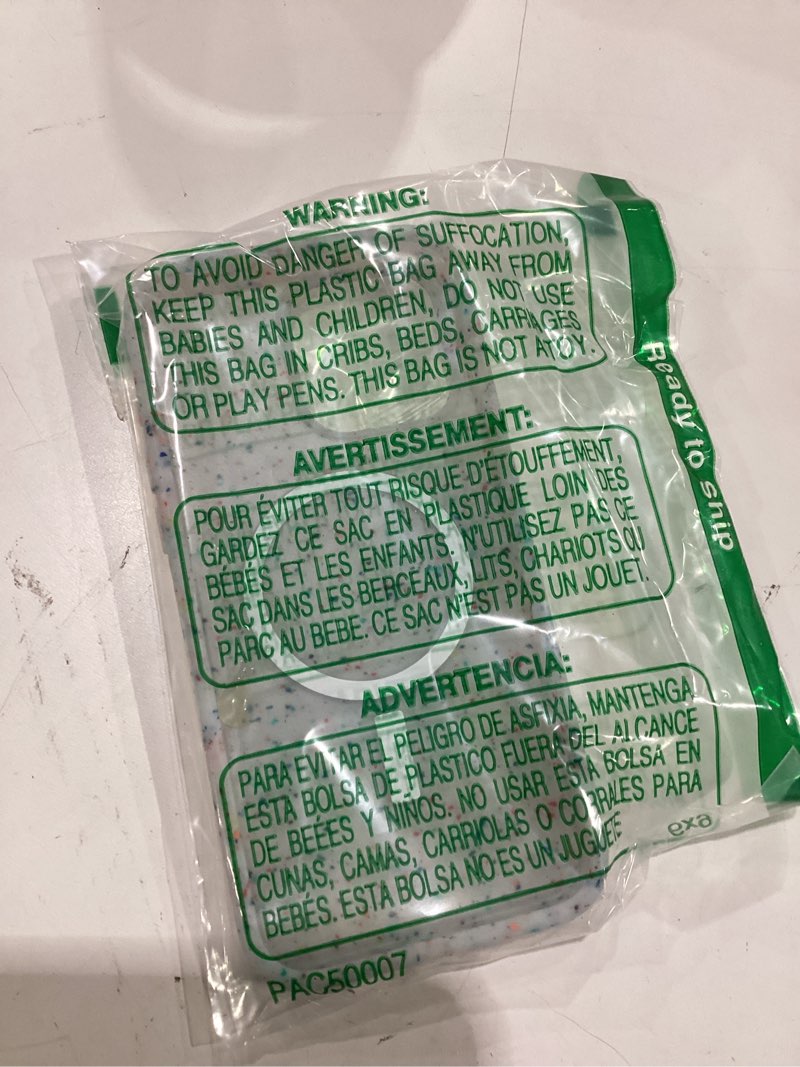 WARNING:
TO AVOID DANGER OF SUFFOCATION,
KEEP THIS PLASTIC BAG AWAY FROM
BABIES AND CHILDREN, DO NOT USE
THIS BAG IN CRIBS, BEDS, CARRIAGES
OR PLAY PENS. THIS BAG IS NOT A TOY.
AVERTISSEMENT:
POUR ÉVITER TOUT RISQUE D'ÉTOUFFEMENT,
GARDEZ CE SAC EN PLASTIQUE LOIN DES
BÉBÉS ET LES ENFANTS. N'UTILISEZ PAS CE
SAC DANS LES BERCEAUX, LITS, CHARIOTS OU
PARC AU BEBE. CE SAC N'EST PAS UN JOUET.
ADVERTENCIA:
PARA EVITAR EL PELIGRO DE ASFIXIA, MANTENGA
ESTA BOLSA DE PLASTICO FUERA DEL ALCANCE
DE BEÉES Y NIÑOS. NO USAR ESTA BOLSA EN
CUNAS, CAMAS, CARRIOLAS O CORRALES PARA
BEBÉS. ESTA BOLSA NO ES UN JUGUETE
PAC50007
Ready to Ship
6x9